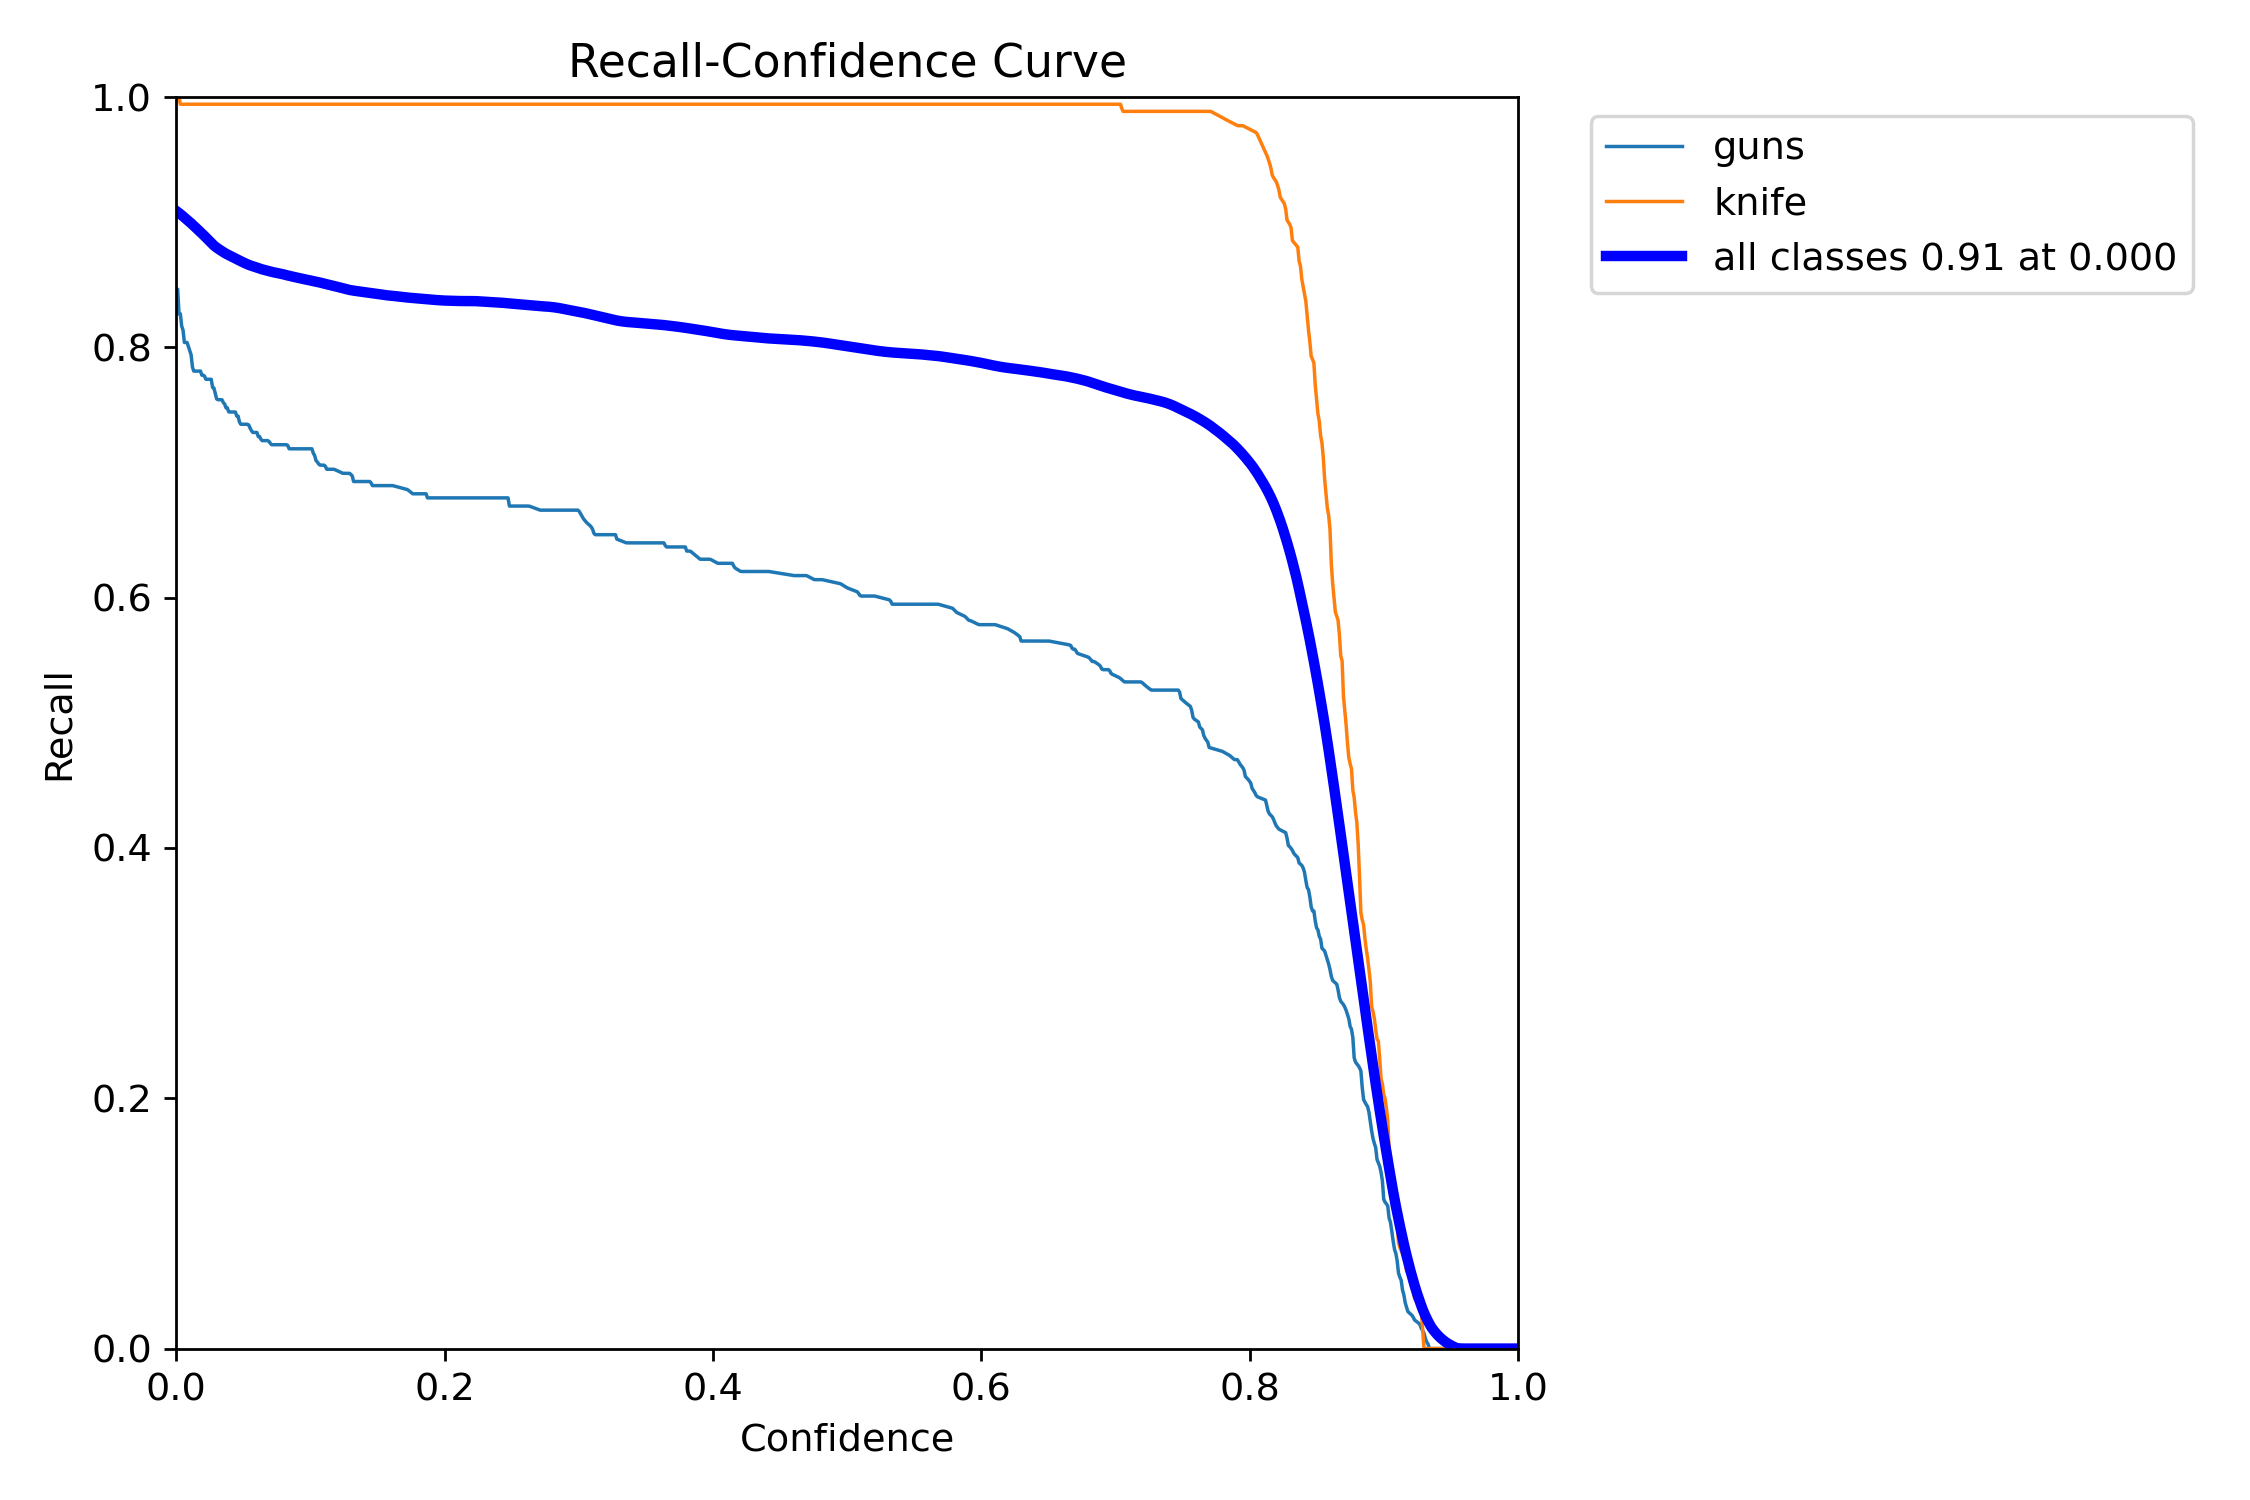 Recall-Confidence Curve
1.0
0.8
0.6
0.4
0.2
0.0
Recall
0.0 0.2 0.4 0.6 0.8 1.0
Confidence
guns
knife
all classes 0.91 at 0.000